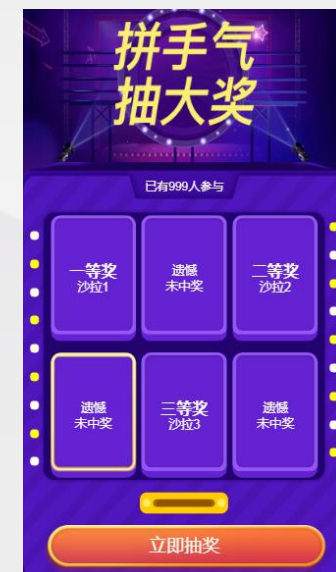 拼手气
抽大奖
已有999人参与
一等奖
沙拉1
遗憾
未中奖
二等奖
沙拉2
遗憾
未中奖
三等奖
沙拉3
遗憾
未中奖
立即抽奖